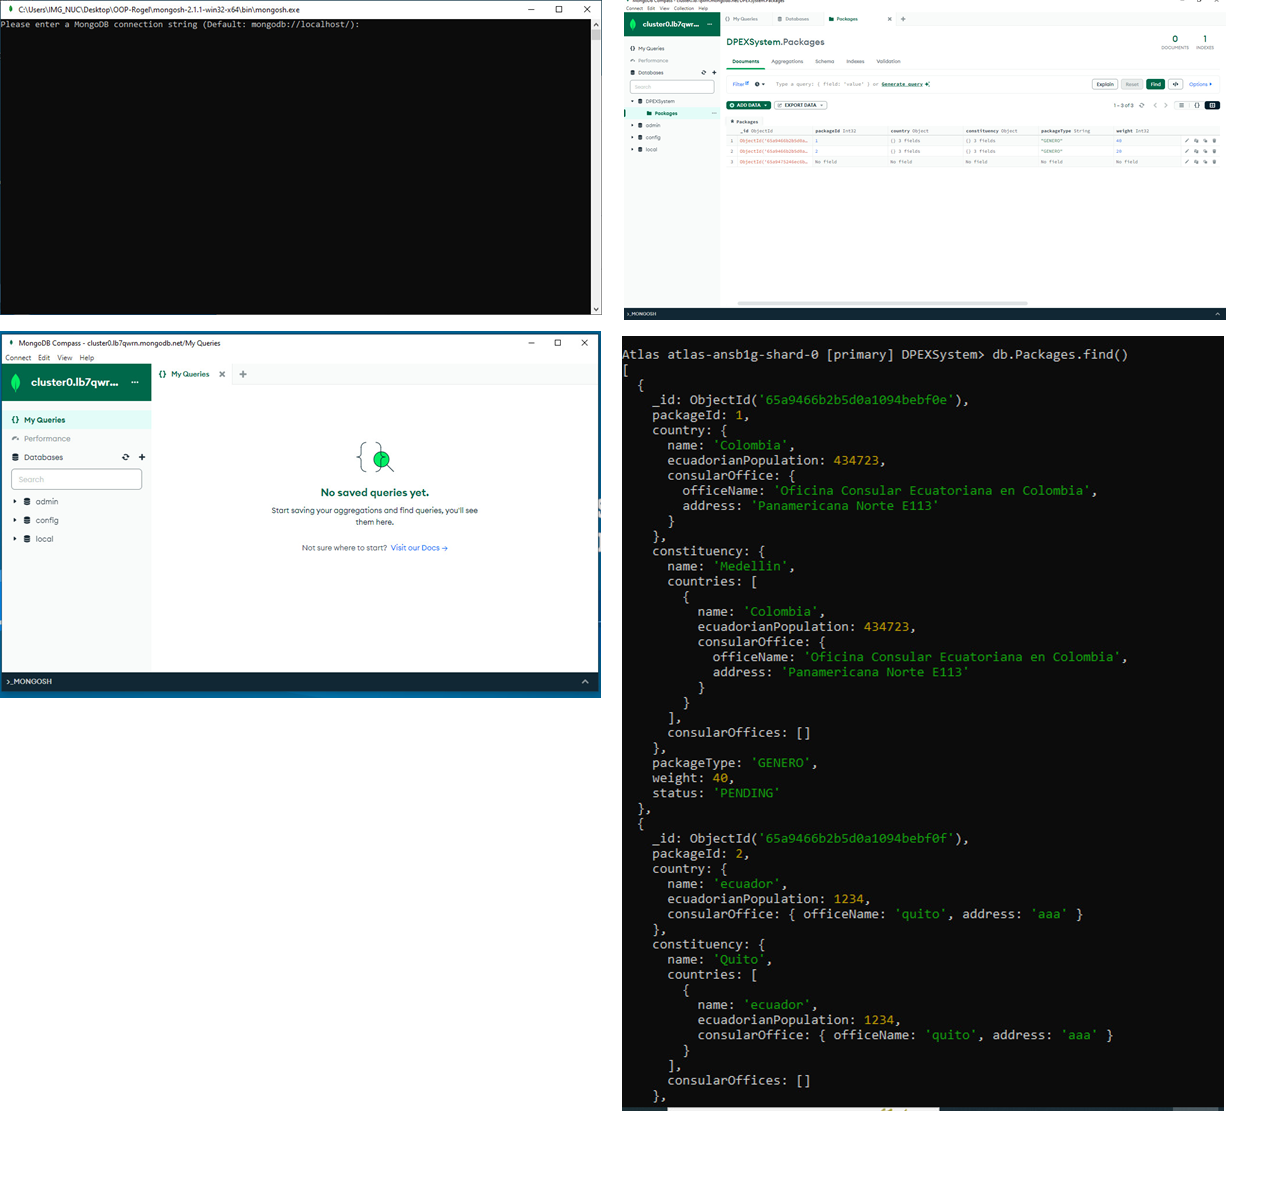 C:\Users\IMG_NUC\Desktop\OOP-Rogel\mongosh-2.1.1-win32-x64\bin\mongosh.exe
Please enter a MongoDB connection string (Default: mongodb://localhost/):
Connect Edit View Collection Help
cluster0.lb7qwr... ...
My Queries
Databases
Packages
{} My Queries
Performance
Databases
Search
DPEXSystem
Packages
admin
config
local
DPEXSystem.Packages
0
DOCUMENTS
1
INDEXES
Documents Aggregations Schema Indexes Validation
Filter Type a query: { field: 'value' } or Generate query
Explain Reset Find </> Options
ADD DATA EXPORT DATA
1 – 3 of 3
Packages
_id ObjectId packageId Int32 country Object constituency Object packageType String weight Int32
1 1 {} 3 fields {} 3 fields "GENERO" 40
2 2 {} 3 fields {} 3 fields "GENERO" 20
3 No field No field No field No field No field
>_MONGOSH
MongoDB Compass - cluster0.lb7qwrn.mongodb.net/My Queries
Connect Edit View Help
cluster0.lb7qwr... ...
{} My Queries
{} My Queries
Performance
Databases
Search
admin
config
local
No saved queries yet.
Start saving your aggregations and find queries, you'll see
them here.
Not sure where to start? Visit our Docs →
>_MONGOSH
Atlas atlas-ansb1g-shard-0 [primary] DPEXSystem> db.Packages.find()
[
{
_id: ObjectId('65a9466b2b5d0a1094bebf0e'),
packageId: 1,
country: {
name: 'Colombia',
ecuadorianPopulation: 434723,
consularOffice: {
officeName: 'Oficina Consular Ecuatoriana en Colombia',
address: 'Panamericana Norte E113'
}
},
constituency: {
name: 'Medellin',
countries: [
{
name: 'Colombia',
ecuadorianPopulation: 434723,
consularOffice: {
officeName: 'Oficina Consular Ecuatoriana en Colombia',
address: 'Panamericana Norte E113'
}
}
],
consularOffices: []
},
packageType: 'GENERO',
weight: 40,
status: 'PENDING'
},
{
_id: ObjectId('65a9466b2b5d0a1094bebf0f'),
packageId: 2,
country: {
name: 'ecuador',
ecuadorianPopulation: 1234,
consularOffice: { officeName: 'quito', address: 'aaa' }
},
constituency: {
name: 'Quito',
countries: [
{
name: 'ecuador',
ecuadorianPopulation: 1234,
consularOffice: { officeName: 'quito', address: 'aaa' }
}
],
consularOffices: []
},